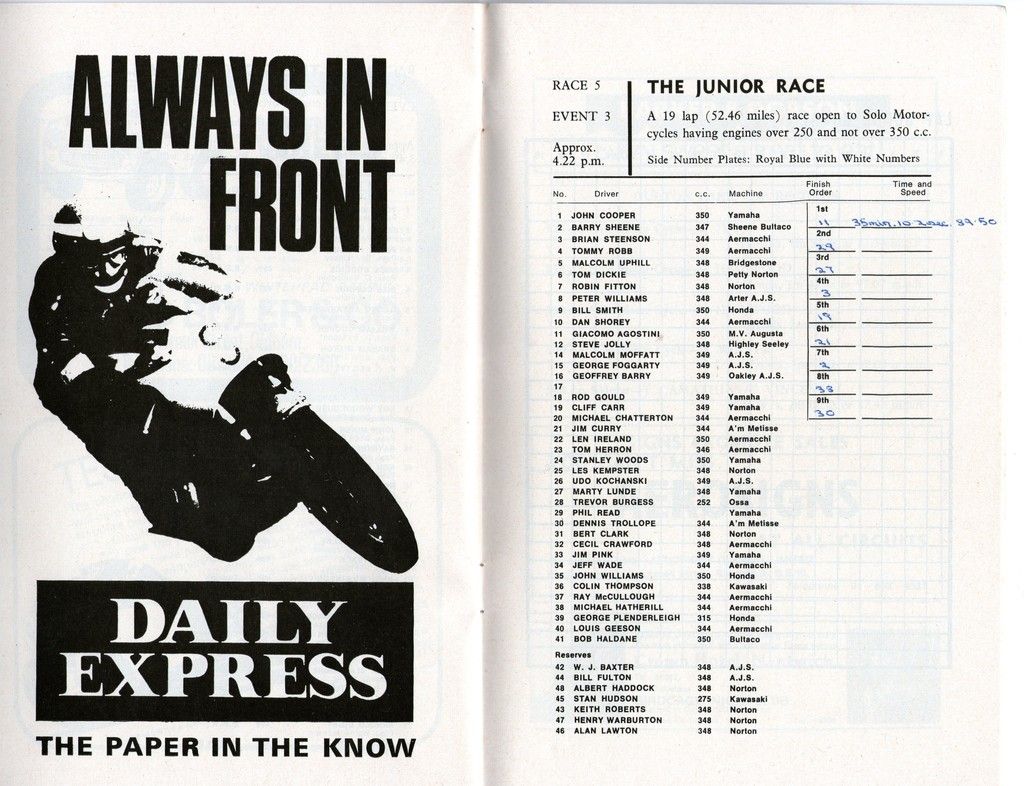 ALWAYS IN
FRONT
DAILY
EXPRESS
THE PAPER IN THE KNOW
RACE 5
EVENT 3
Approx.
4.22 p.m.
THE JUNIOR RACE
A 19 lap (52.46 miles) race open to Solo Motor-
cycles having engines over 250 and not over 350 c.c.
Side Number Plates: Royal Blue with White Numbers
No. Driver c.c. Machine Finish Order Time and Speed
1 JOHN COOPER 350 Yamaha
2 BARRY SHEENE 347 Sheene Bultaco
3 BRIAN STEENSON 344 Aermacchi
4 TOMMY ROBB 349 Aermacchi
5 MALCOLM UPHILL 348 Bridgestone
6 TOM DICKIE 348 Petty Norton
7 ROBIN FITTON 348 Norton
8 PETER WILLIAMS 348 Arter A.J.S.
9 BILL SMITH 350 Honda
10 DAN SHOREY 344 Aermacchi
11 GIACOMO AGOSTINI 350 M.V. Augusta
12 STEVE JOLLY 348 Highley Seeley
14 MALCOLM MOFFATT 349 A.J.S.
15 GEORGE FOGGARTY 349 A.J.S.
16 GEOFFREY BARRY 349 Oakley A.J.S.
17
18 ROD GOULD 349 Yamaha
19 CLIFF CARR 349 Yamaha
20 MICHAEL CHATTERTON 344 Aermacchi
21 JIM CURRY 344 A'm Metisse
22 LEN IRELAND 350 Aermacchi
23 TOM HERRON 346 Aermacchi
24 STANLEY WOODS 350 Yamaha
25 LES KEMPSTER 348 Norton
26 UDO KOCHANSKI 349 A.J.S.
27 MARTY LUNDE 348 Yamaha
28 TREVOR BURGESS 252 Ossa
29 PHIL READ Yamaha
30 DENNIS TROLLOPE 344 A'm Metisse
31 BERT CLARK 348 Norton
32 CECIL CRAWFORD 348 Aermacchi
33 JIM PINK 349 Yamaha
34 JEFF WADE 344 Aermacchi
35 JOHN WILLIAMS 350 Honda
36 COLIN THOMPSON 338 Kawasaki
37 RAY McCULLOUGH 344 Aermacchi
38 MICHAEL HATHERILL 344 Aermacchi
39 GEORGE PLENDERLEIGH 315 Honda
40 LOUIS GEESON 344 Aermacchi
41 BOB HALDANE 350 Bultaco
Reserves
42 W. J. BAXTER 348 A.J.S.
44 BILL FULTON 348 A.J.S.
48 ALBERT HADDOCK 348 Norton
45 STAN HUDSON 275 Kawasaki
43 KEITH ROBERTS 348 Norton
47 HENRY WARBURTON 348 Norton
46 ALAN LAWTON 348 Norton
1st
11 35min. 10 2sec. 89.50
2nd
29
3rd
27
4th
3
5th
19
6th
21
7th
2
8th
33
9th
30